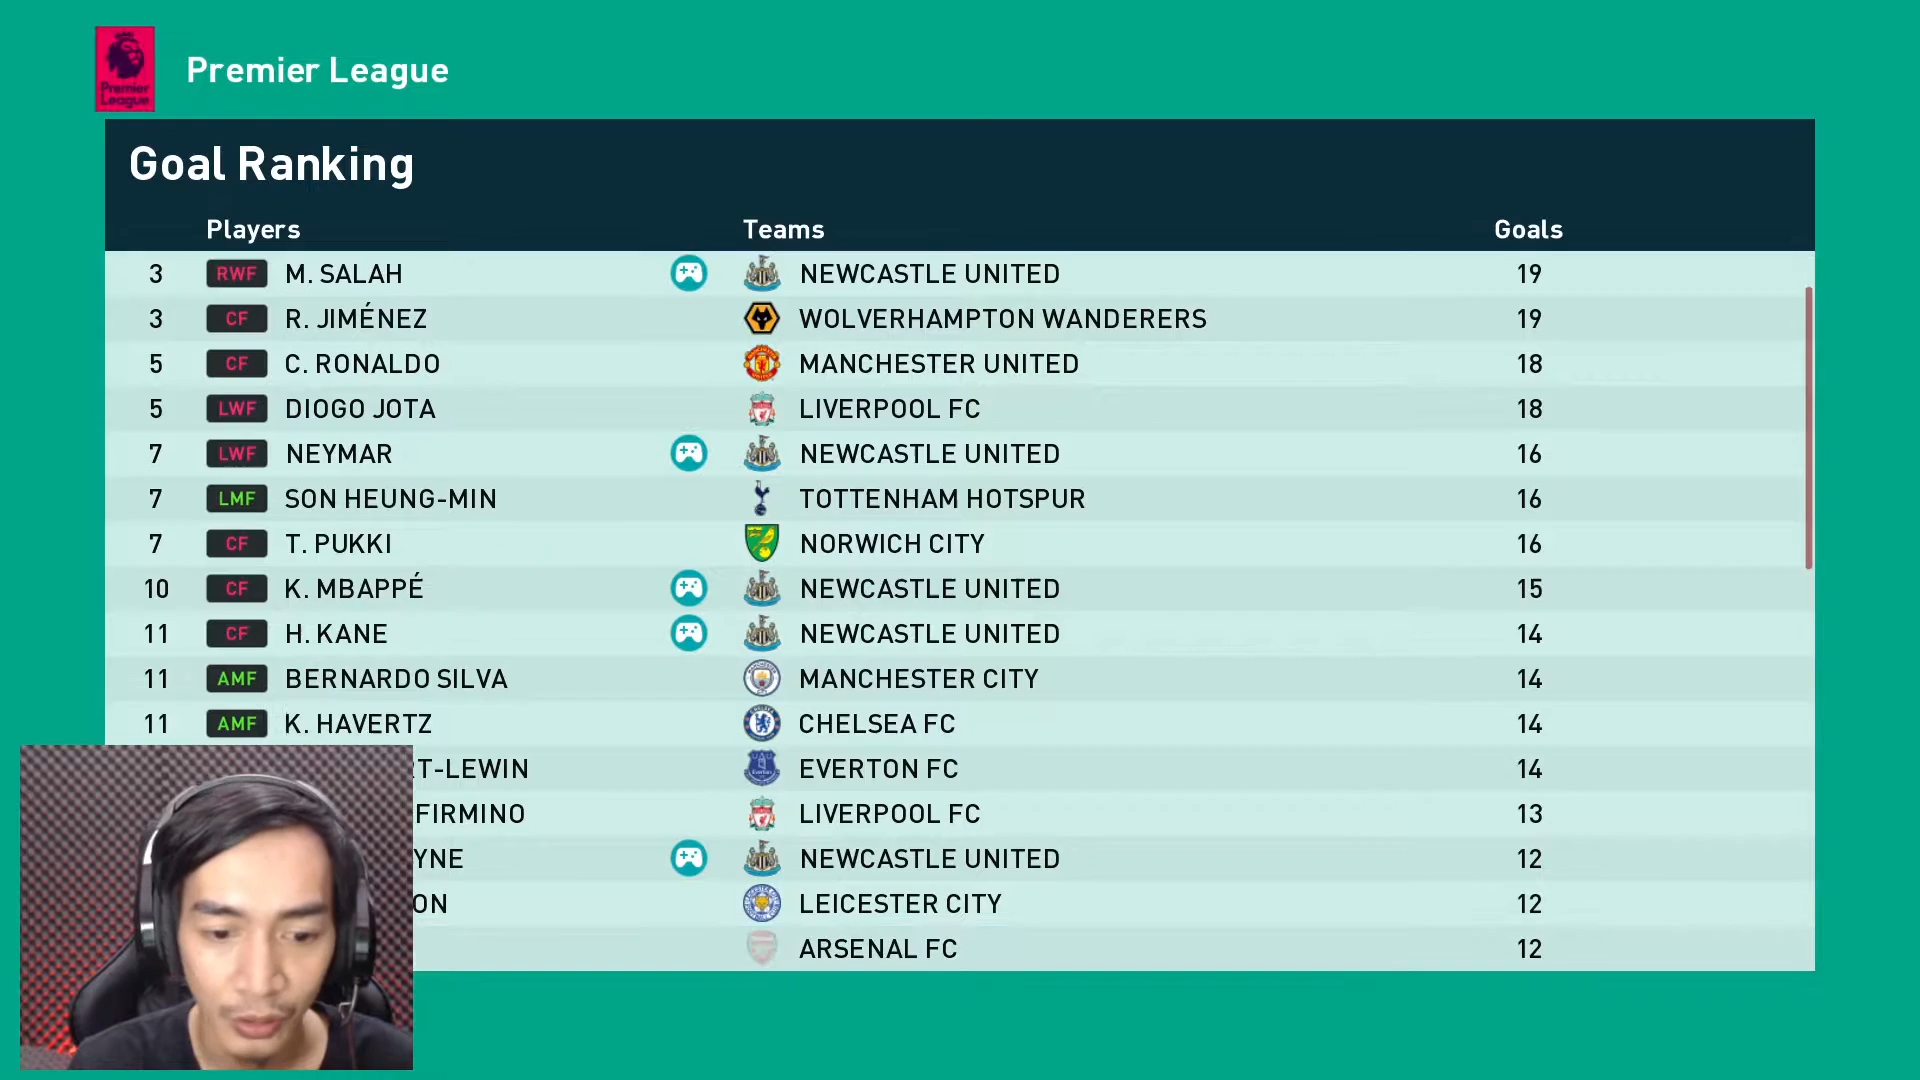 Premier League
Premier League
Goal Ranking
Players Teams Goals
3 RWF M. SALAH NEWCASTLE UNITED 19
3 CF R. JIMÉNEZ WOLVERHAMPTON WANDERERS 19
5 CF C. RONALDO MANCHESTER UNITED 18
5 LWF DIOGO JOTA LIVERPOOL FC 18
7 LWF NEYMAR NEWCASTLE UNITED 16
7 LMF SON HEUNG-MIN TOTTENHAM HOTSPUR 16
7 CF T. PUKKI NORWICH CITY 16
10 CF K. MBAPPÉ NEWCASTLE UNITED 15
11 CF H. KANE NEWCASTLE UNITED 14
11 AMF BERNARDO SILVA MANCHESTER CITY 14
11 AMF K. HAVERTZ CHELSEA FC 14
RT-LEWIN EVERTON FC 14
FIRMINO LIVERPOOL FC 13
YNE NEWCASTLE UNITED 12
ON LEICESTER CITY 12
ARSENAL FC 12